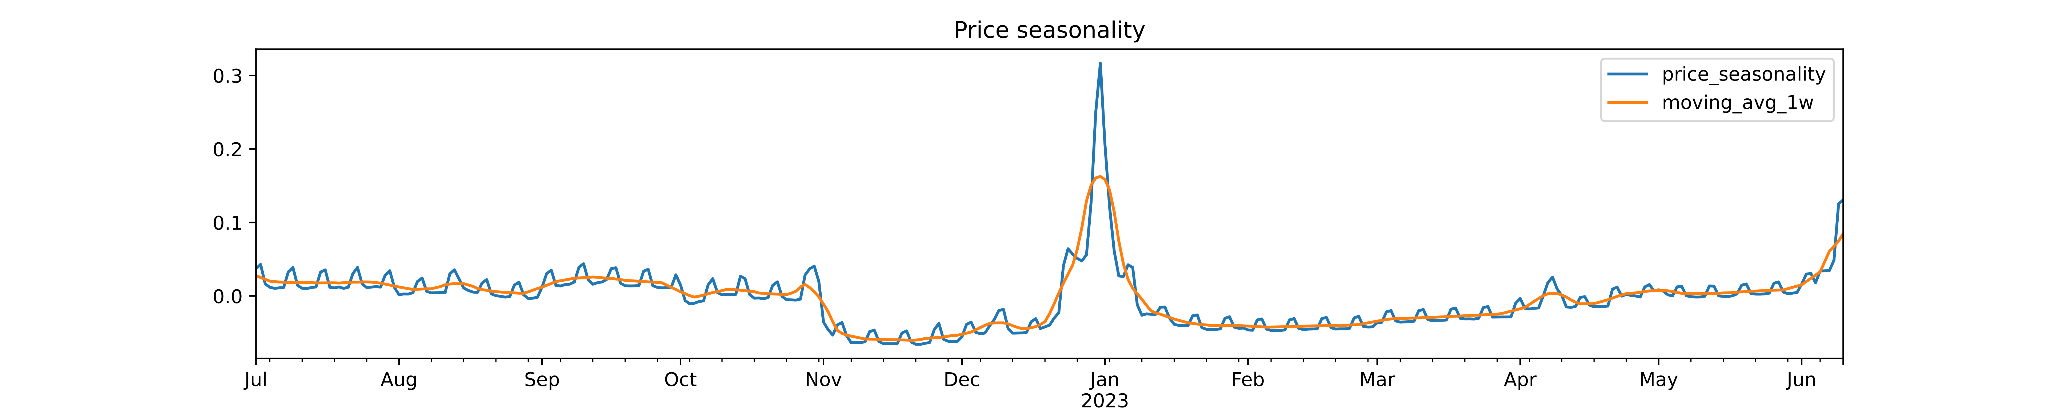 Price seasonality
0.3
0.2
0.1
0.0
price_seasonality
moving_avg_1w
Jul Aug Sep Oct Nov Dec Jan Feb Mar Apr May Jun
2023